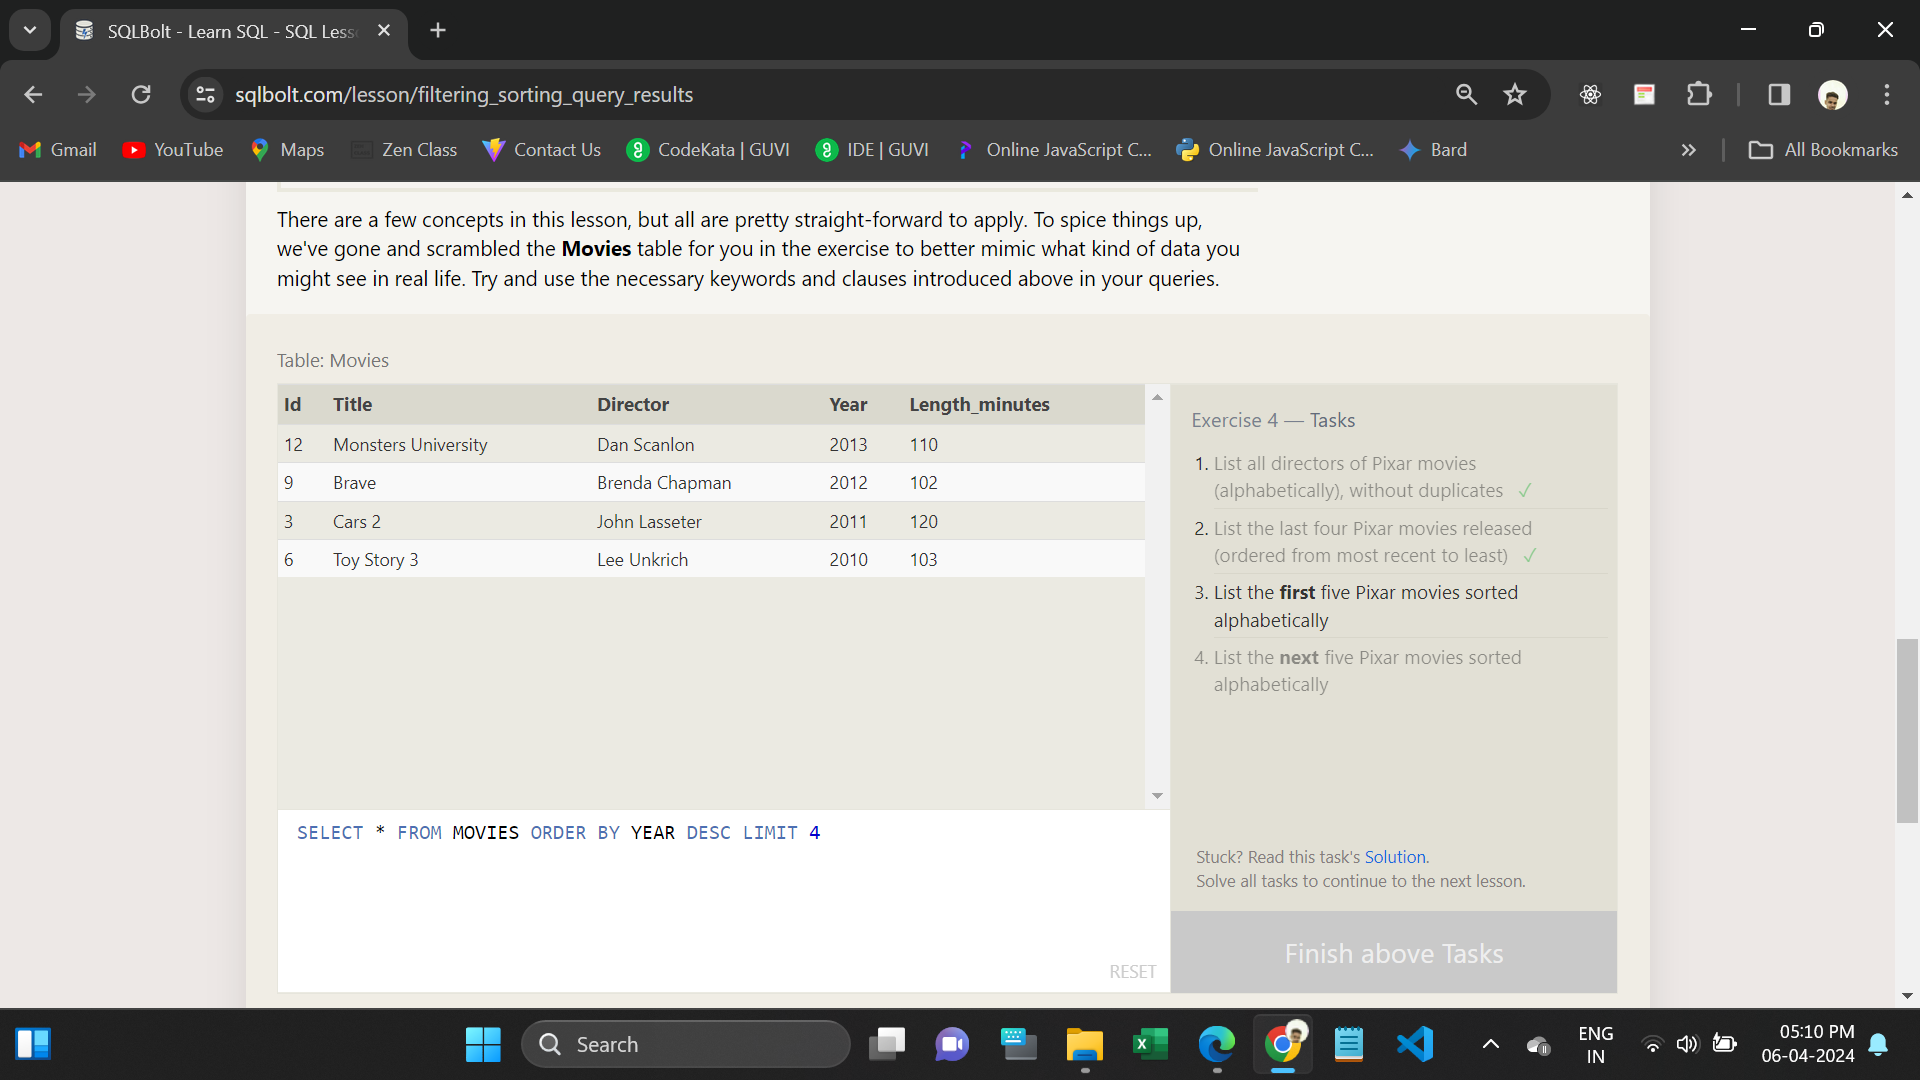 SQLBolt - Learn SQL - SQL Less
sqlbolt.com/lesson/filtering_sorting_query_results
Gmail YouTube Maps Zen Class Contact Us CodeKata | GUVI IDE | GUVI Online JavaScript C... Online JavaScript C... Bard » All Bookmarks
There are a few concepts in this lesson, but all are pretty straight-forward to apply. To spice things up,
we've gone and scrambled the Movies table for you in the exercise to better mimic what kind of data you
might see in real life. Try and use the necessary keywords and clauses introduced above in your queries.
Table: Movies
Id Title Director Year Length_minutes
12 Monsters University Dan Scanlon 2013 110
9 Brave Brenda Chapman 2012 102
3 Cars 2 John Lasseter 2011 120
6 Toy Story 3 Lee Unkrich 2010 103
SELECT * FROM MOVIES ORDER BY YEAR DESC LIMIT 4
RESET
Exercise 4 — Tasks
1. List all directors of Pixar movies
(alphabetically), without duplicates ✓
2. List the last four Pixar movies released
(ordered from most recent to least) ✓
3. List the first five Pixar movies sorted
alphabetically
4. List the next five Pixar movies sorted
alphabetically
Stuck? Read this task's Solution.
Solve all tasks to continue to the next lesson.
Finish above Tasks
Search
ENG
IN
05:10 PM
06-04-2024